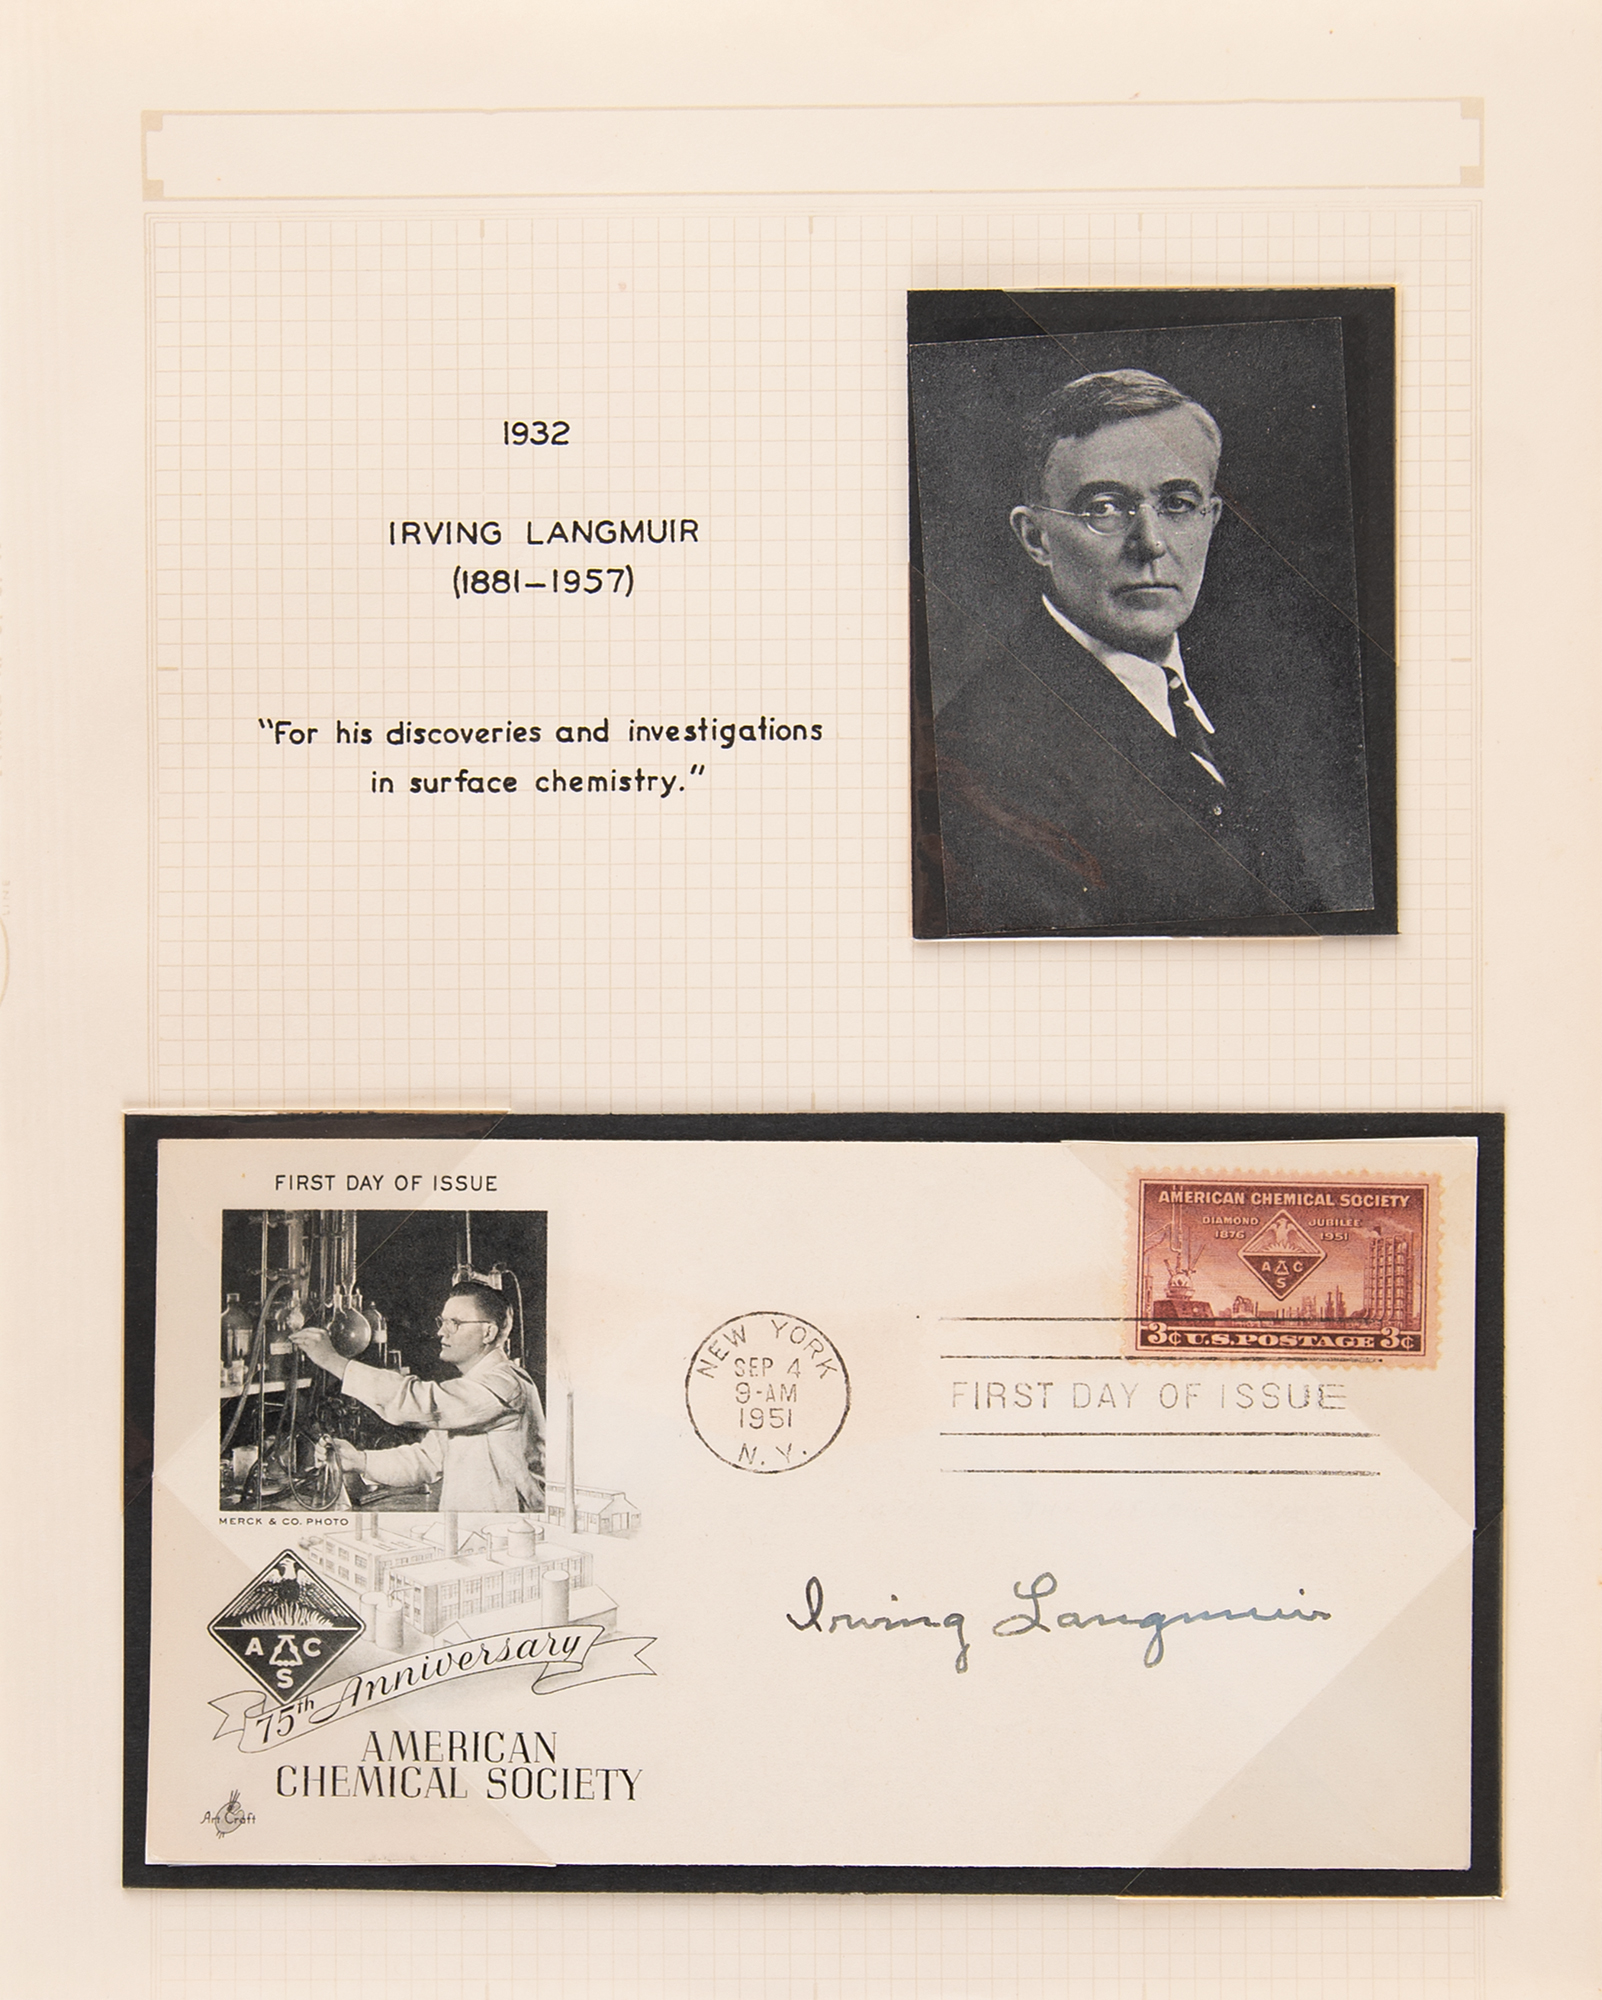 1932
IRVING LANGMUIR
(1881–1957)
"For his discoveries and investigations
in surface chemistry."
FIRST DAY OF ISSUE
MERCK & CO. PHOTO
A C
S
75th Anniversary
AMERICAN
CHEMICAL SOCIETY
Art Craft
NEW YORK
SEP 4
9-AM
1951
N. Y.
AMERICAN CHEMICAL SOCIETY
DIAMOND JUBILEE
1876 1951
A C
S
3¢ U.S. POSTAGE 3¢
FIRST DAY OF ISSUE
Irving Langmuir